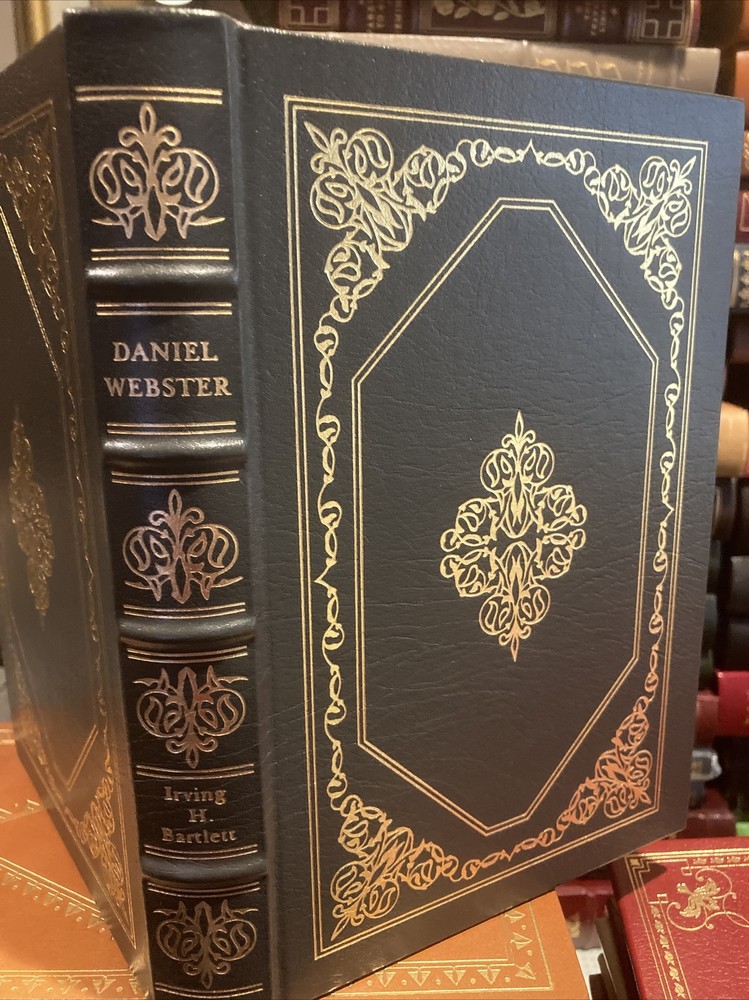 DANIEL
WEBSTER
Irving
H.
Bartlett